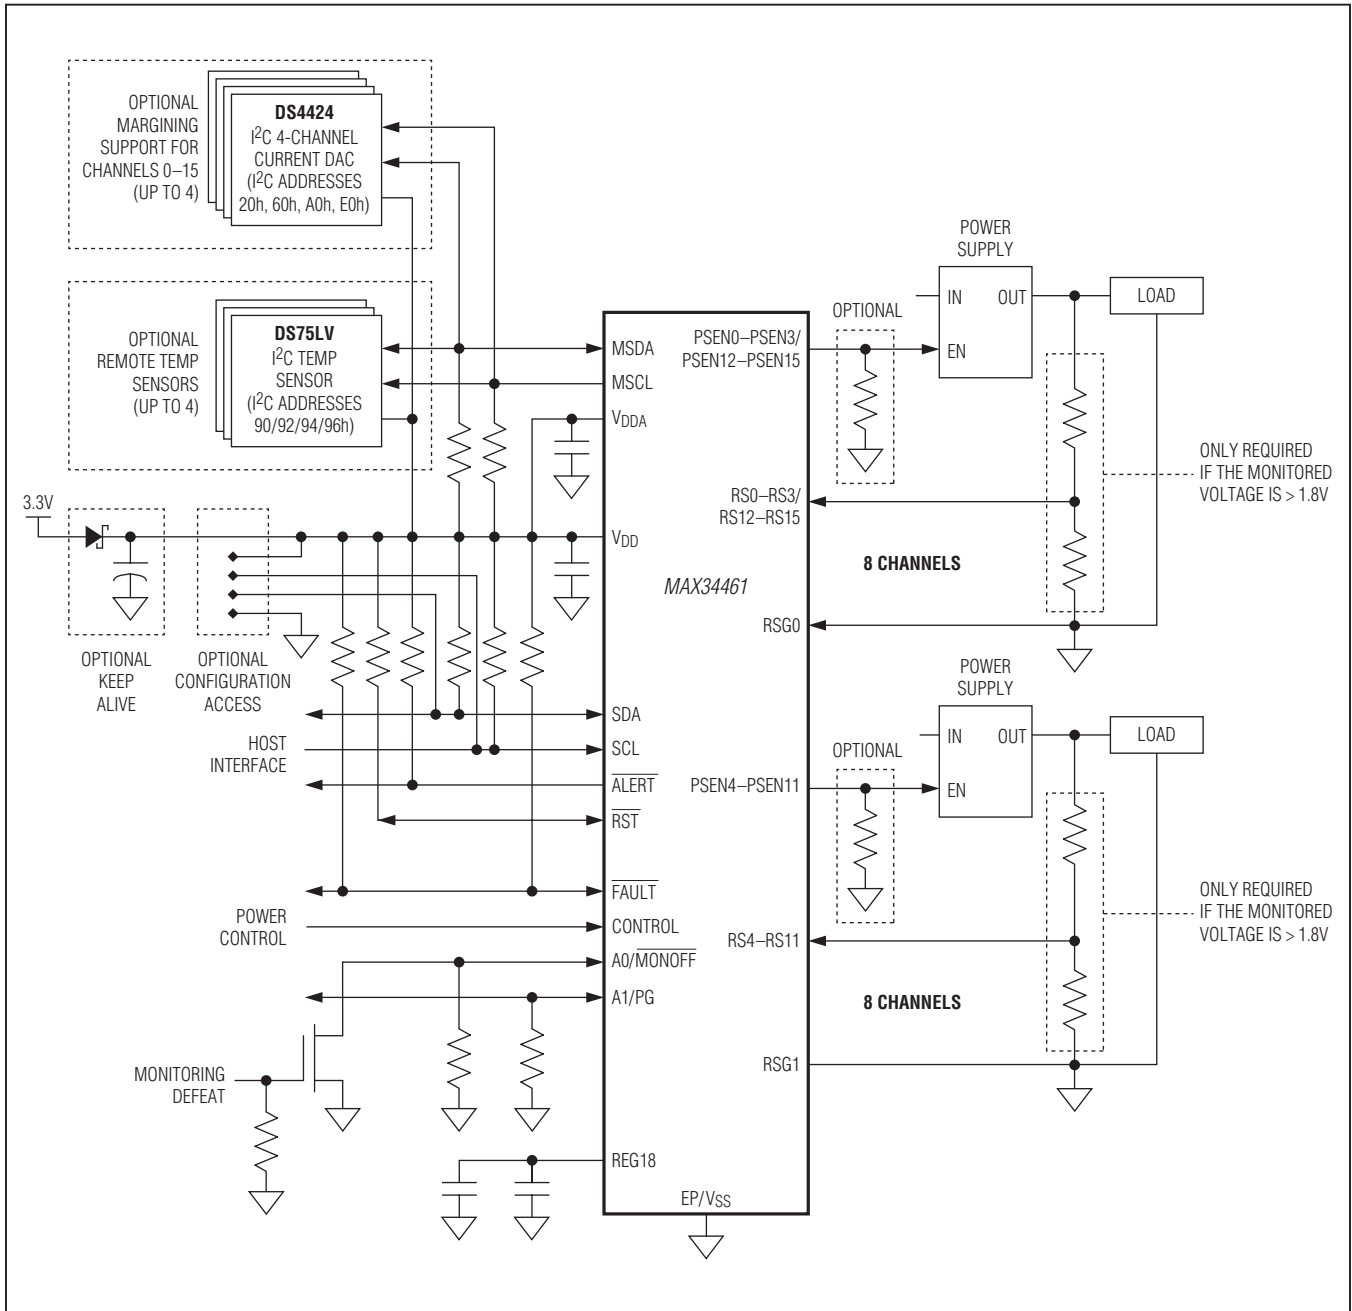 OPTIONAL
MARGINING
SUPPORT FOR
CHANNELS 0–15
(UP TO 4)
DS4424
I2C 4-CHANNEL
CURRENT DAC
(I2C ADDRESSES
20h, 60h, A0h, E0h)
OPTIONAL
REMOTE TEMP
SENSORS
(UP TO 4)
DS75LV
I2C TEMP
SENSOR
(I2C ADDRESSES
90/92/94/96h)
3.3V
OPTIONAL
KEEP
ALIVE
OPTIONAL
CONFIGURATION
ACCESS
HOST
INTERFACE
POWER
CONTROL
MONITORING
DEFEAT
MSDA
MSCL
VDDA
VDD
SDA
SCL
ALERT
RST
FAULT
CONTROL
A0/MONOFF
A1/PG
REG18
EP/VSS
MAX34461
PSEN0–PSEN3/
PSEN12–PSEN15
RS0–RS3/
RS12–RS15
RSG0
PSEN4–PSEN11
RS4–RS11
RSG1
OPTIONAL
POWER
SUPPLY
IN
OUT
EN
LOAD
ONLY REQUIRED
IF THE MONITORED
VOLTAGE IS > 1.8V
8 CHANNELS
OPTIONAL
POWER
SUPPLY
IN
OUT
EN
LOAD
ONLY REQUIRED
IF THE MONITORED
VOLTAGE IS > 1.8V
8 CHANNELS